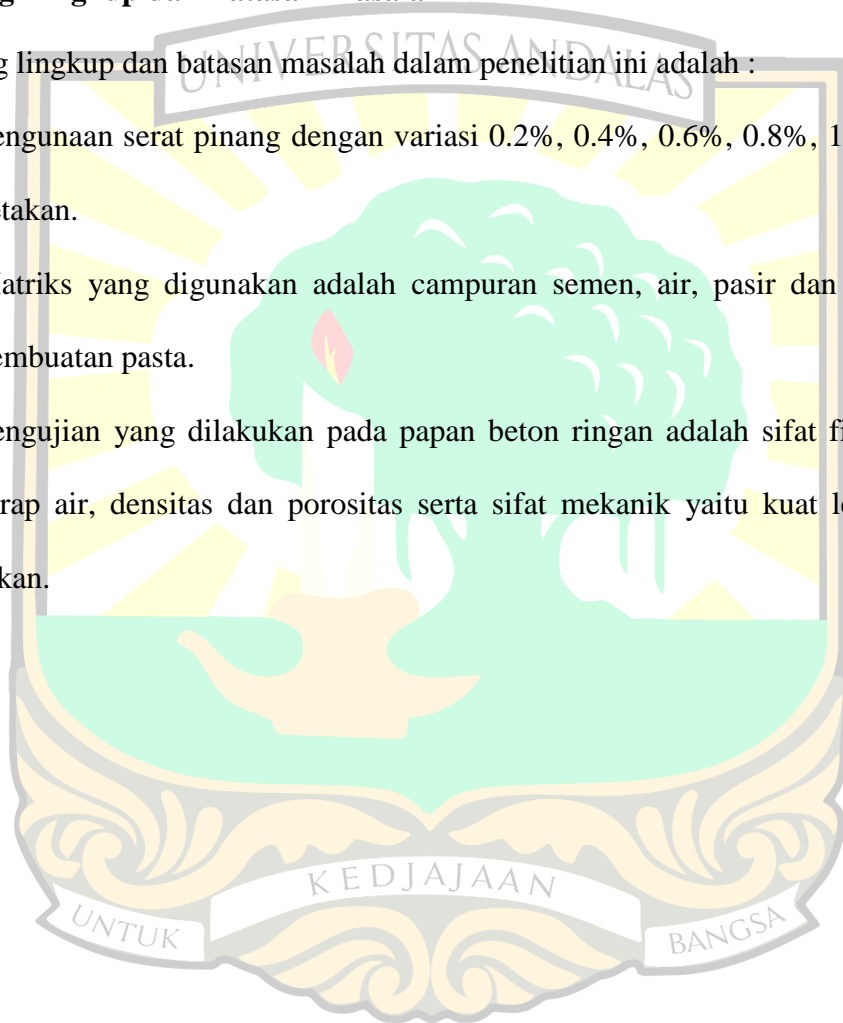 UNIVERSITAS ANDALAS
g lingkup dan batasan masalah dalam penelitian ini adalah :
engunaan serat pinang dengan variasi 0.2%, 0.4%, 0.6%, 0.8%, 1
etakan.
atriks yang digunakan adalah campuran semen, air, pasir dan
embuatan pasta.
engujian yang dilakukan pada papan beton ringan adalah sifat fi
rap air, densitas dan porositas serta sifat mekanik yaitu kuat l
kan.
KEDJAJAAN
UNTUK
BANGSA